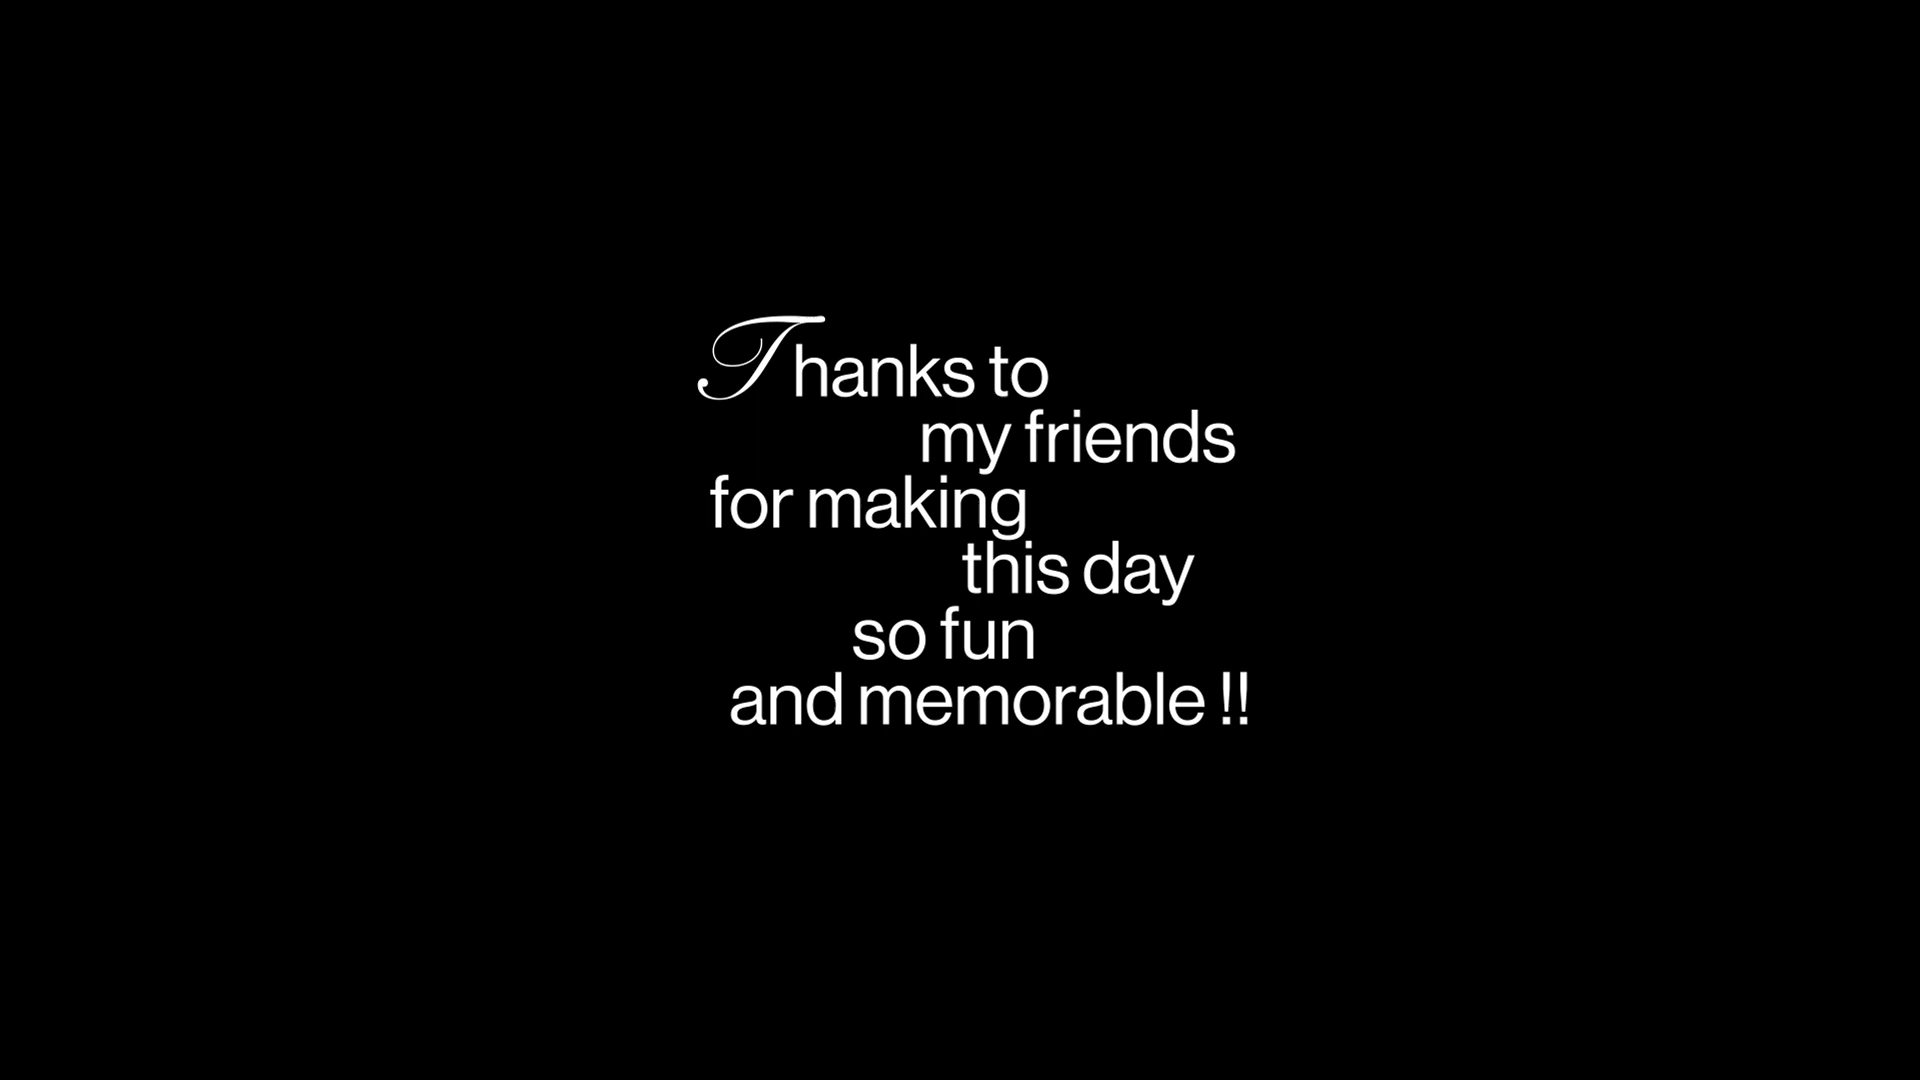 Thanks to
my friends
for making
this day
so fun
and memorable !!